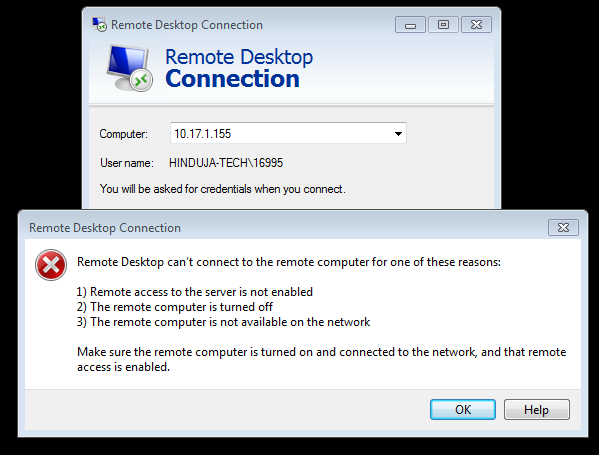 Remote Desktop Connection
Remote Desktop
Connection
Computer: 10.17.1.155
User name: HINDUJA-TECH\16995
You will be asked for credentials when you connect.
Remote Desktop Connection
Remote Desktop can't connect to the remote computer for one of these reasons:
1) Remote access to the server is not enabled
2) The remote computer is turned off
3) The remote computer is not available on the network
Make sure the remote computer is turned on and connected to the network, and that remote
access is enabled.
OK Help